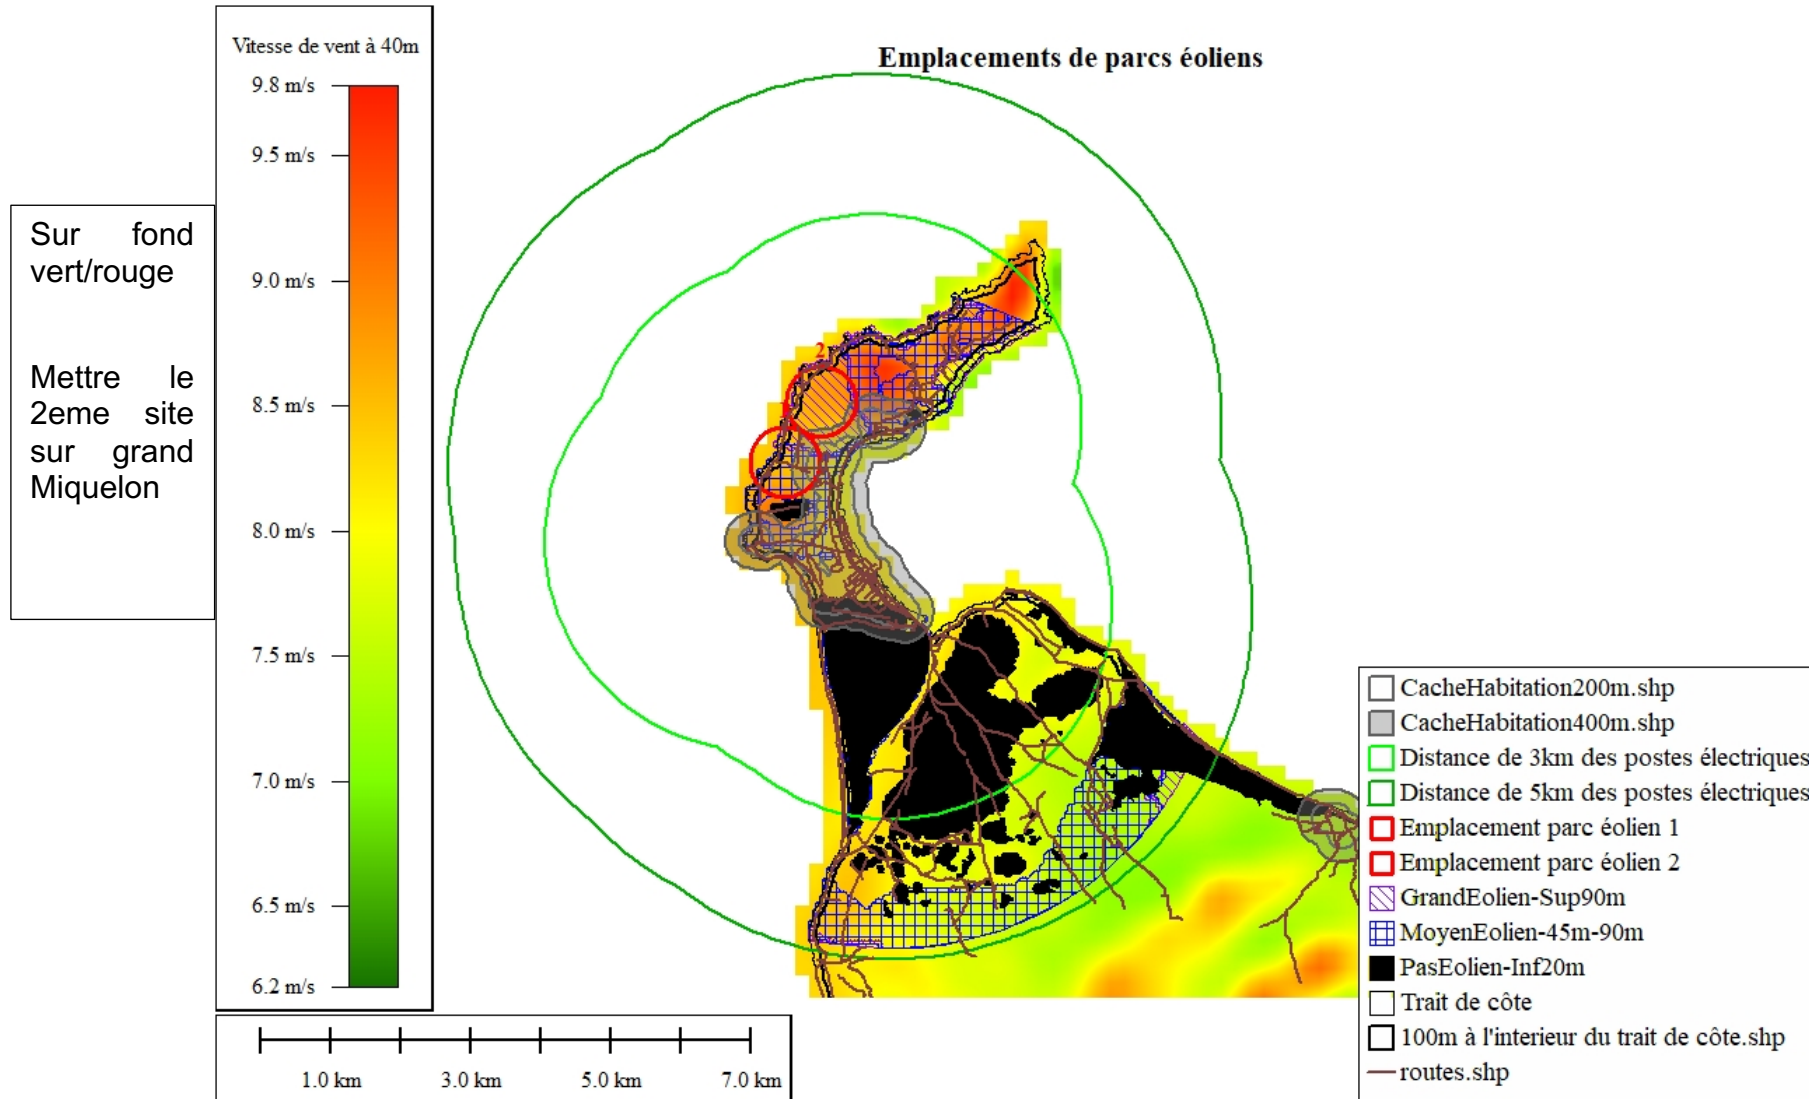 Sur fond
vert/rouge
Mettre le
2eme site
sur grand
Miquelon
Vitesse de vent à 40m
9.8 m/s
9.5 m/s
9.0 m/s
8.5 m/s
8.0 m/s
7.5 m/s
7.0 m/s
6.5 m/s
6.2 m/s
1.0 km 3.0 km 5.0 km 7.0 km
Emplacements de parcs éoliens
2
1
CacheHabitation200m.shp
CacheHabitation400m.shp
Distance de 3km des postes électriques
Distance de 5km des postes électriques
Emplacement parc éolien 1
Emplacement parc éolien 2
GrandEolien-Sup90m
MoyenEolien-45m-90m
PasEolien-Inf20m
Trait de côte
100m à l'interieur du trait de côte.shp
routes.shp